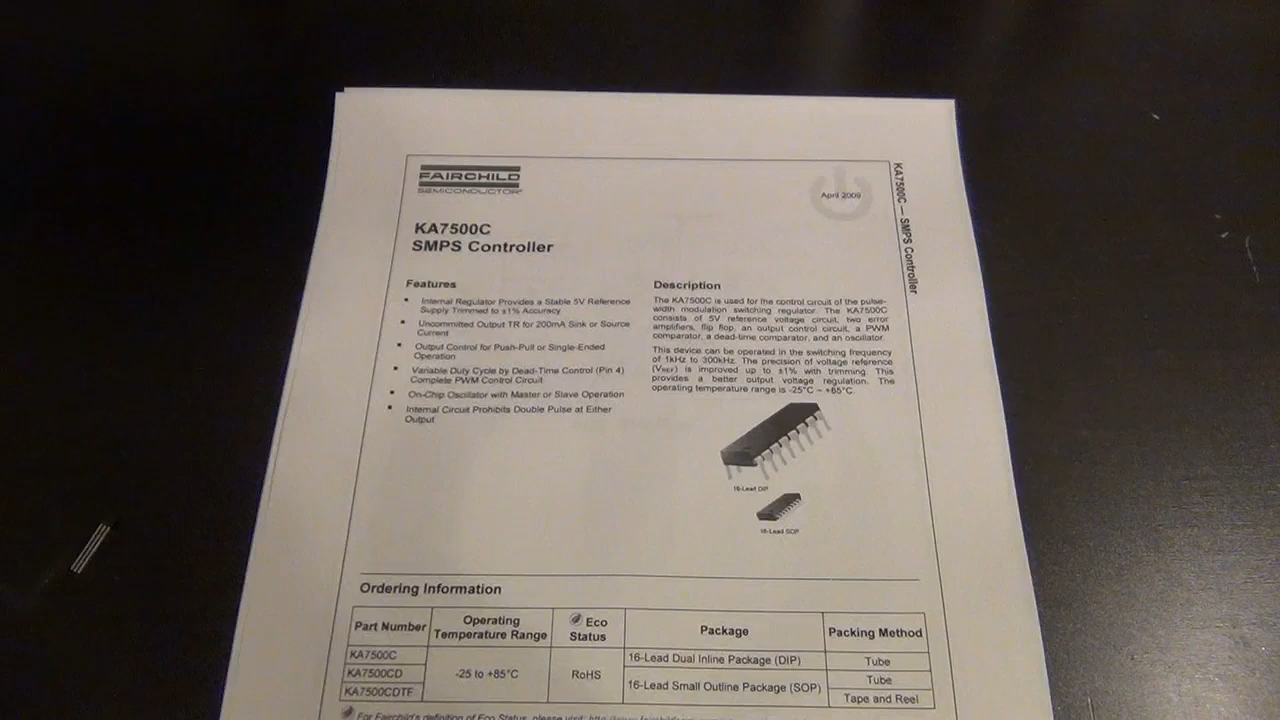 FAIRCHILD
SEMICONDUCTOR
April 2009
KA7500C — SMPS Controller
KA7500C
SMPS Controller
Features
▪ Internal Regulator Provides a Stable 5V Reference
Supply Trimmed to ±1% Accuracy
▪ Uncommitted Output TR for 200mA Sink or Source
Current
▪ Output Control for Push-Pull or Single-Ended
Operation
▪ Variable Duty Cycle by Dead-Time Control (Pin 4)
Complete PWM Control Circuit
▪ On-Chip Oscillator with Master or Slave Operation
▪ Internal Circuit Prohibits Double Pulse at Either
Output
Description
The KA7500C is used for the control circuit of the pulse-
width modulation switching regulator. The KA7500C
consists of 5V reference voltage circuit, two error
amplifiers, flip flop, an output control circuit, a PWM
comparator, a dead-time comparator, and an oscillator.
This device can be operated in the switching frequency
of 1kHz to 300kHz. The precision of voltage reference
(VREF) is improved up to ±1% with trimming. This
provides a better output voltage regulation. The
operating temperature range is -25°C ~ +85°C.
16-Lead DIP
16-Lead SOP
Ordering Information
Part Number
Operating
Temperature Range
Eco
Status
Package
Packing Method
KA7500C
-25 to +85°C
RoHS
16-Lead Dual Inline Package (DIP)
Tube
KA7500CD
16-Lead Small Outline Package (SOP)
Tube
KA7500CDTF
Tape and Reel
For Fairchild's definition of Eco Status, please visit: